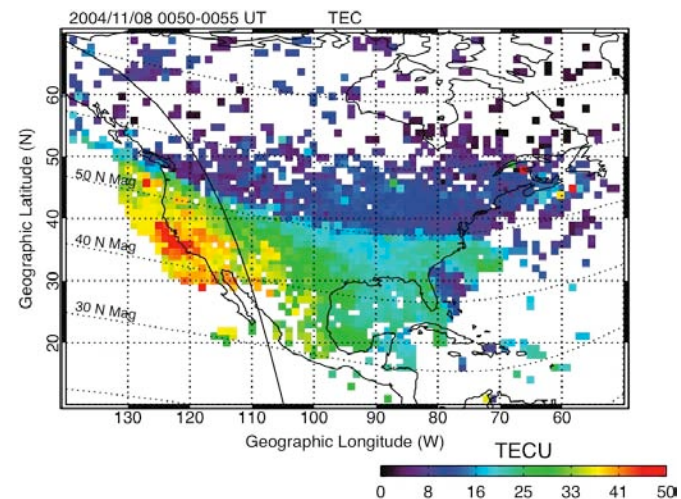 2004/11/08 0050-0055 UT TEC
60
50
50 N Mag
40
40 N Mag
30
30 N Mag
20
Geographic Latitude (N)
130 120 110 100 90 80 70 60
Geographic Longitude (W)
TECU
0 8 16 25 33 41 50